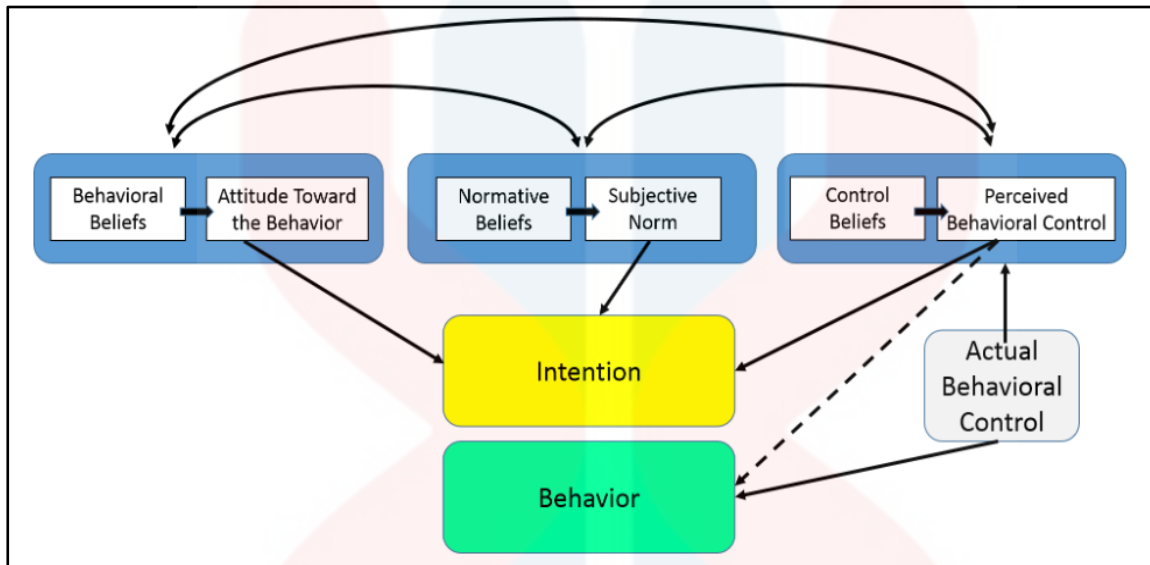 Behavioral
Beliefs
Attitude Toward
the Behavior
Normative
Beliefs
Subjective
Norm
Control
Beliefs
Perceived
Behavioral Control
Intention
Actual
Behavioral
Control
Behavior